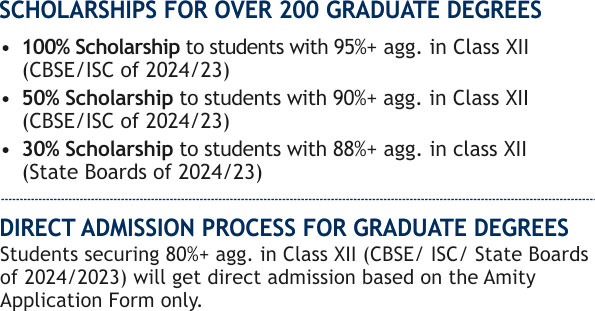 SCHOLARSHIPS FOR OVER 200 GRADUATE DEGREES
• 100% Scholarship to students with 95%+ agg. in Class XII
(CBSE/ISC of 2024/23)
• 50% Scholarship to students with 90%+ agg. in Class XII
(CBSE/ISC of 2024/23)
• 30% Scholarship to students with 88%+ agg. in class XII
(State Boards of 2024/23)
DIRECT ADMISSION PROCESS FOR GRADUATE DEGREES
Students securing 80%+ agg. in Class XII (CBSE/ ISC/ State Boards
of 2024/2023) will get direct admission based on the Amity
Application Form only.